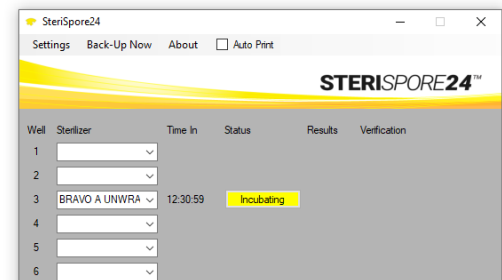 SteriSpore24
Settings Back-Up Now About Auto Print
STERISPORE24™
Well Sterilizer Time In Status Results Verification
1
2
3 BRAVO A UNWRA 12:30:59 Incubating
4
5
6